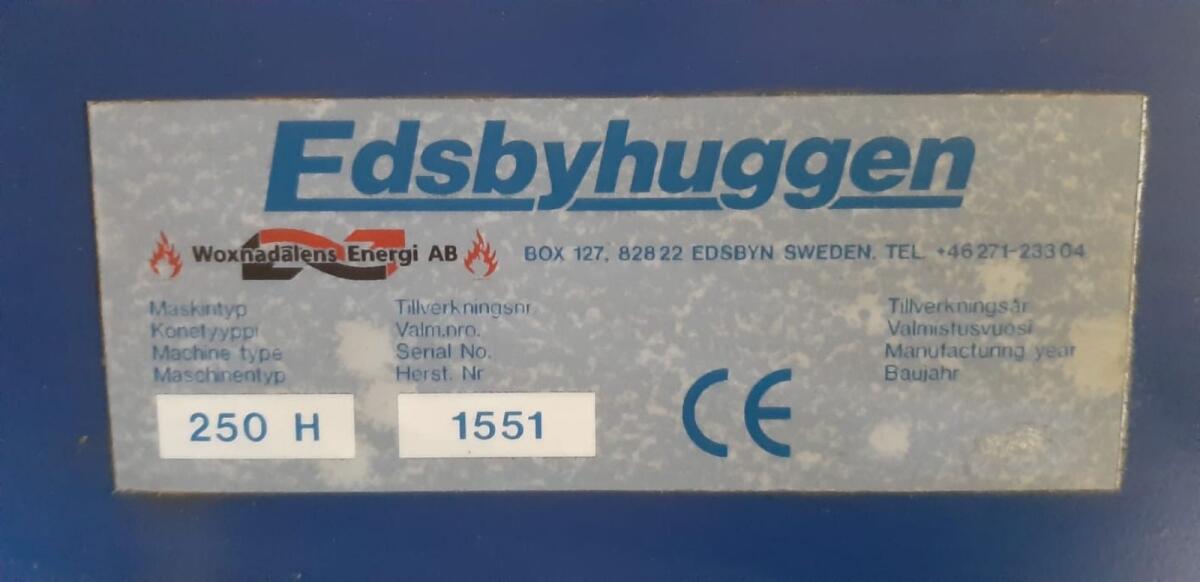 Edsbyhuggen
Woxnadalens Energi AB
BOX 127, 828 22 EDSBYN SWEDEN. TEL. +46 271-233 04
Maskintyp
Konetyyppi
Machine type
Maschinentyp
250 H
Tillverkningsnr
Valm.nro.
Serial No.
Herst. Nr
1551
CE
Tillverkningsår
Valmistusvuosi
Manufacturing year
Baujahr